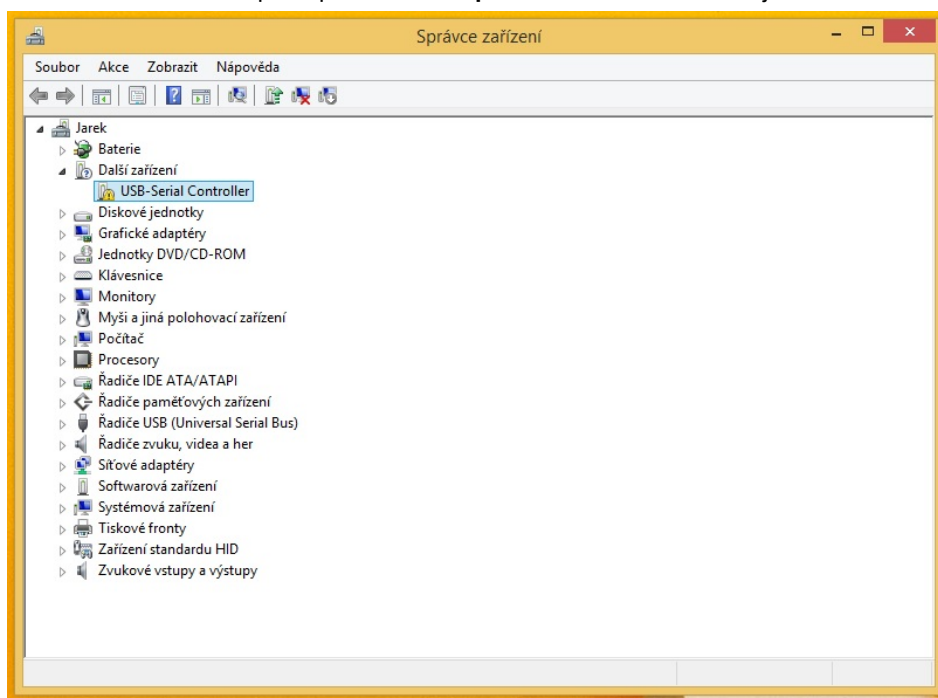 Správce zařízení
Soubor Akce Zobrazit Nápověda
Jarek
Baterie
Další zařízení
USB-Serial Controller
Diskové jednotky
Grafické adaptéry
Jednotky DVD/CD-ROM
Klávesnice
Monitory
Myši a jiná polohovací zařízení
Počítač
Procesory
Řadiče IDE ATA/ATAPI
Řadiče paměťových zařízení
Řadiče USB (Universal Serial Bus)
Řadiče zvuku, videa a her
Síťové adaptéry
Softwarová zařízení
Systémová zařízení
Tiskové fronty
Zařízení standardu HID
Zvukové vstupy a výstupy